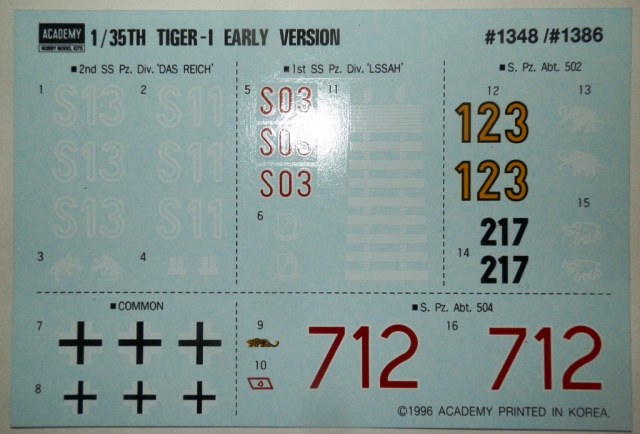 ACADEMY
HOBBY MODEL KITS
1/35TH TIGER-I EARLY VERSION
#1348 /#1386
■2nd SS Pz. Div. 'DAS REICH'
■1st SS Pz. Div. 'LSSAH'
■S. Pz. Abt. 502
1
2
S13
S11
S13
S11
S13
S11
3
4
5
11
S03
S03
S03
6
12
13
123
123
15
217
14
217
■COMMON
■S. Pz. Abt. 504
7
8
9
10
712
16
712
©1996 ACADEMY PRINTED IN KOREA.